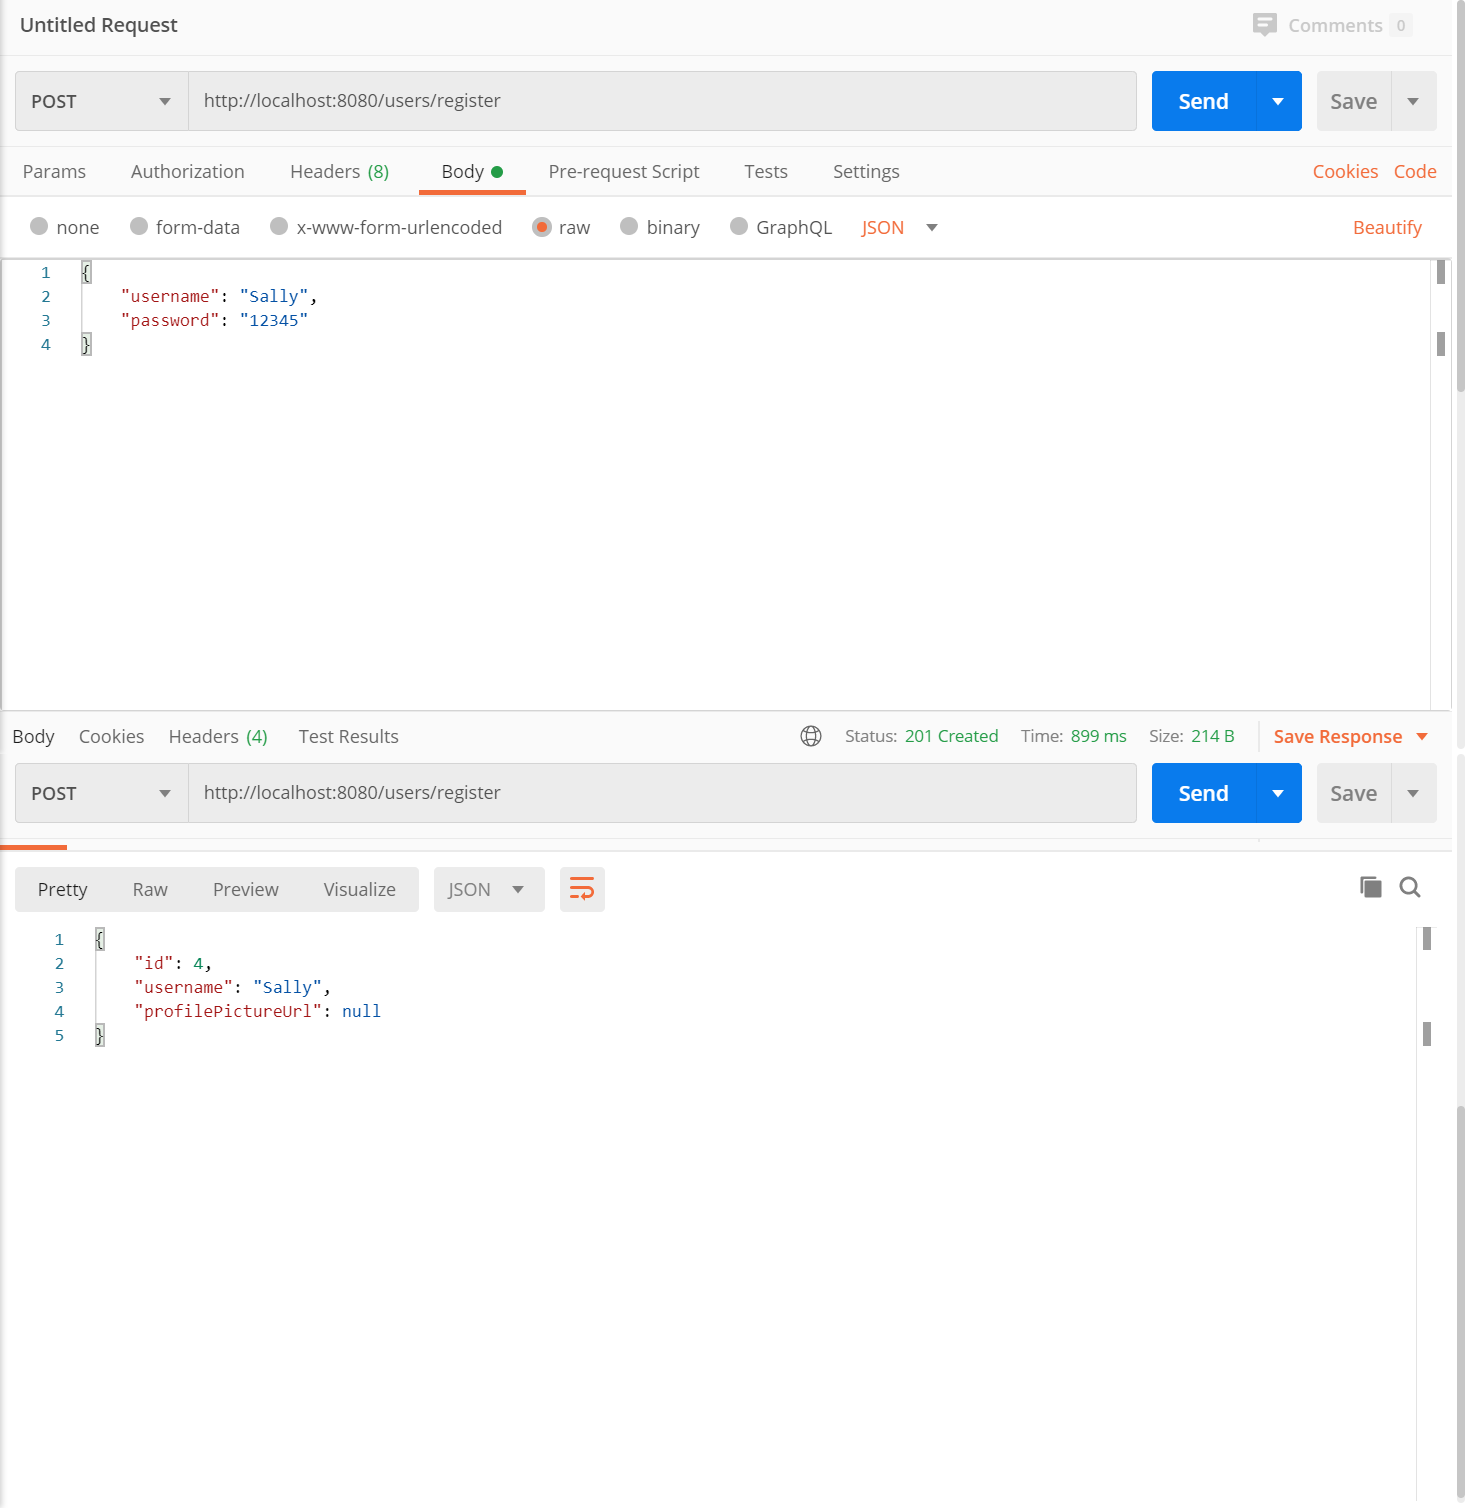 Untitled Request Comments 0
POST http://localhost:8080/users/register Send Save
Params Authorization Headers (8) Body Pre-request Script Tests Settings Cookies Code
none form-data x-www-form-urlencoded raw binary GraphQL JSON Beautify
1 {
2 "username": "Sally",
3 "password": "12345"
4 }
Body Cookies Headers (4) Test Results Status: 201 Created Time: 899 ms Size: 214 B Save Response
POST http://localhost:8080/users/register Send Save
Pretty Raw Preview Visualize JSON
1 {
2 "id": 4,
3 "username": "Sally",
4 "profilePictureUrl": null
5 }